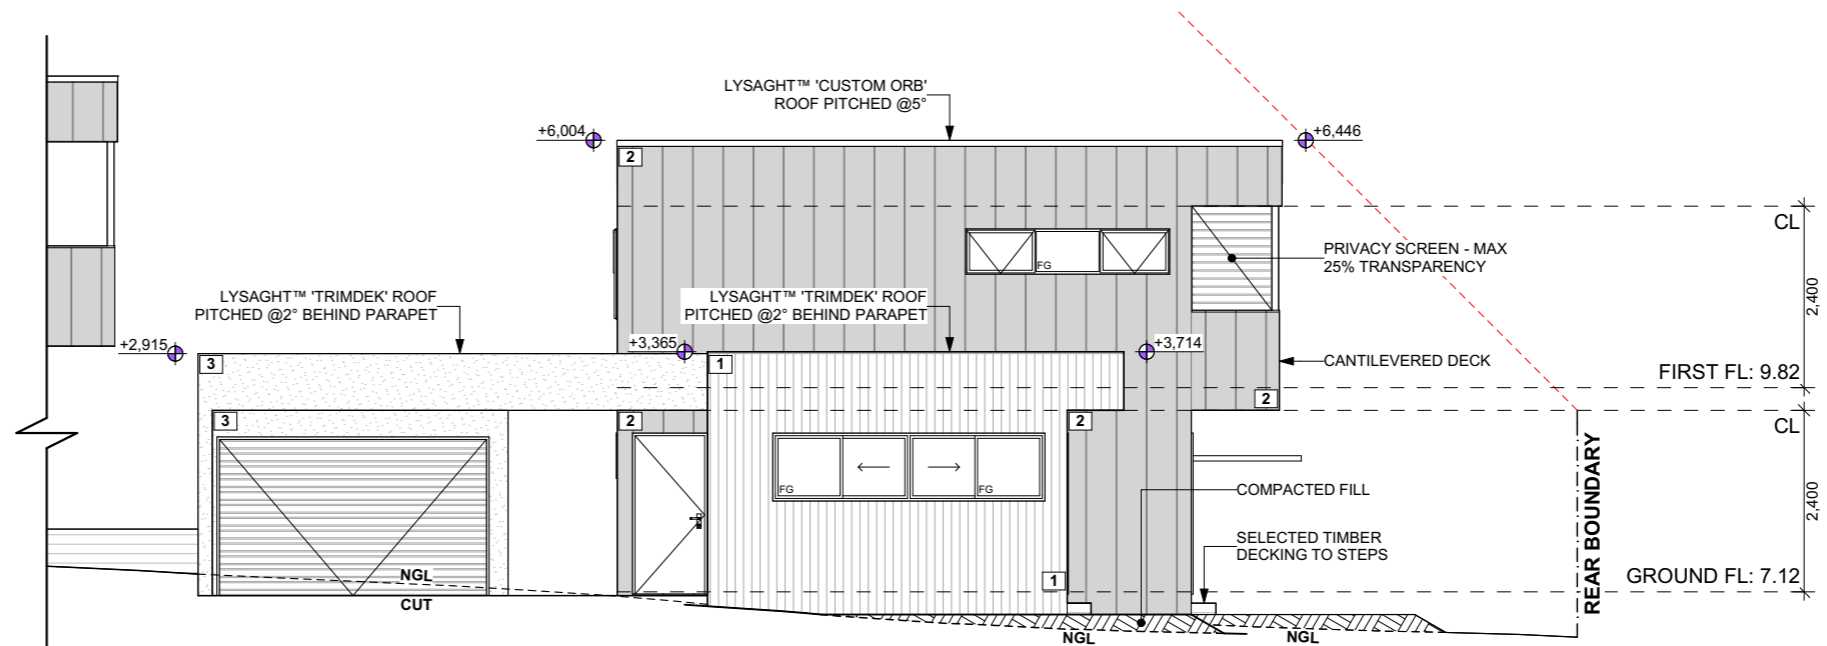 LYSAGHT™ 'CUSTOM ORB'
ROOF PITCHED @5°
+6,004
+6,446
2
CL
PRIVACY SCREEN - MAX
25% TRANSPARENCY
FG
2,400
LYSAGHT™ 'TRIMDEK' ROOF
PITCHED @2° BEHIND PARAPET
LYSAGHT™ 'TRIMDEK' ROOF
PITCHED @2° BEHIND PARAPET
+2,915
+3,365
+3,714
3
1
CANTILEVERED DECK
FIRST FL: 9.82
2
3
2
2
CL
REAR BOUNDARY
FG
FG
COMPACTED FILL
2,400
SELECTED TIMBER
DECKING TO STEPS
NGL
CUT
1
GROUND FL: 7.12
NGL
NGL